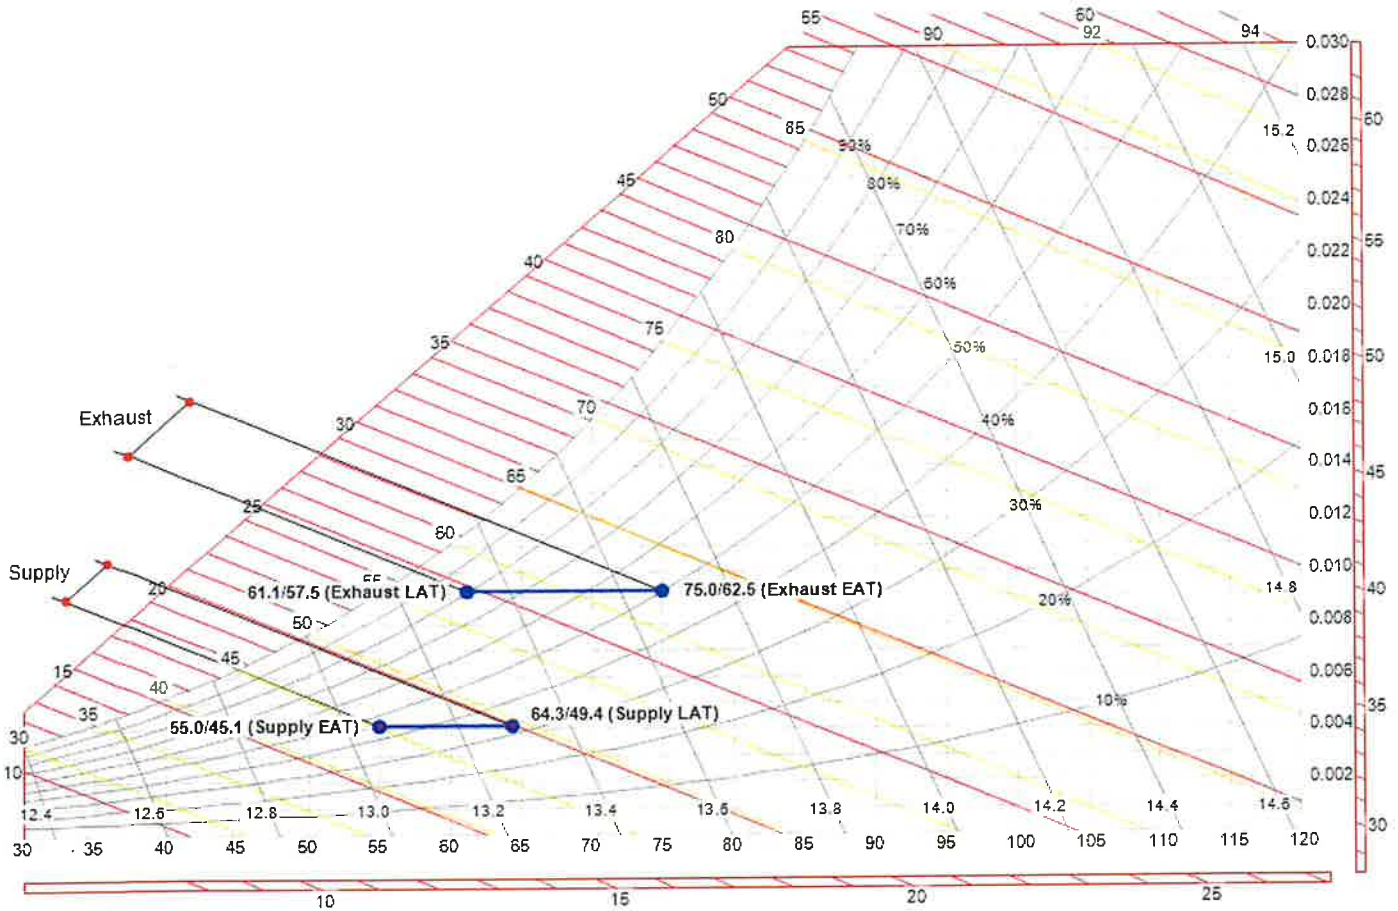 55 90 92 60 94 0.030
50 0.028
85 15.2 60
90% 0.026
45 80% 0.024
80 70% 0.022 55
40 60% 0.020
75 50% 15.0 0.018 50
35
Exhaust 70 40% 0.016
30 0.014 45
65 30% 0.012
25
60 0.010 40
Supply 55 14.8
20 61.1/57.5 (Exhaust LAT) 75.0/62.5 (Exhaust EAT) 20% 0.008
50
45 0.006
15 40 10% 35
35 55.0/45.1 (Supply EAT) 64.3/49.4 (Supply LAT) 0.004
30
10 0.002
12.4 12.6 12.8 13.0 13.2 13.4 13.6 13.8 14.0 14.2 14.4 14.6 30
30 35 40 45 50 55 60 65 70 75 80 85 90 95 100 105 110 115 120
10 15 20 25